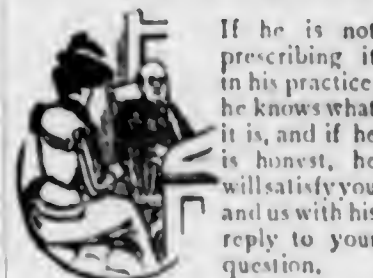 If he is not
prescribing it
in his practice
he knows what
it is, and if he
is honest, he
will satisfy you
and us with his
reply to your
question.